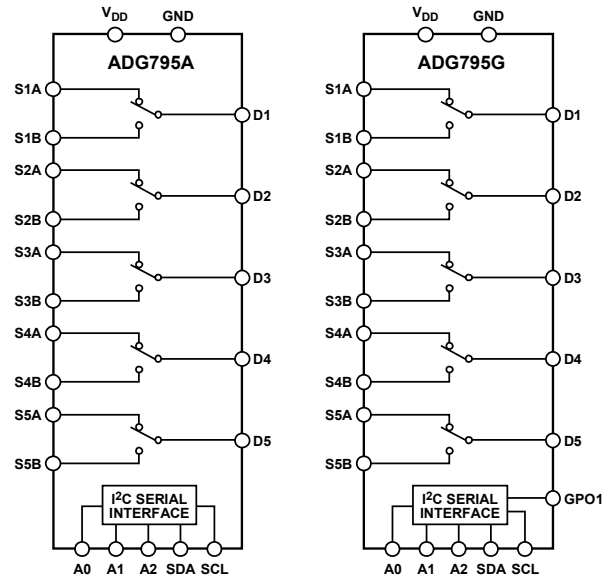 VDD GND
ADG795A
S1A
D1
S1B
S2A
D2
S2B
S3A
D3
S3B
S4A
D4
S4B
S5A
D5
S5B
I2C SERIAL
INTERFACE
A0 A1 A2 SDA SCL
VDD GND
ADG795G
S1A
D1
S1B
S2A
D2
S2B
S3A
D3
S3B
S4A
D4
S4B
S5A
D5
S5B
I2C SERIAL
INTERFACE
GPO1
A0 A1 A2 SDA SCL